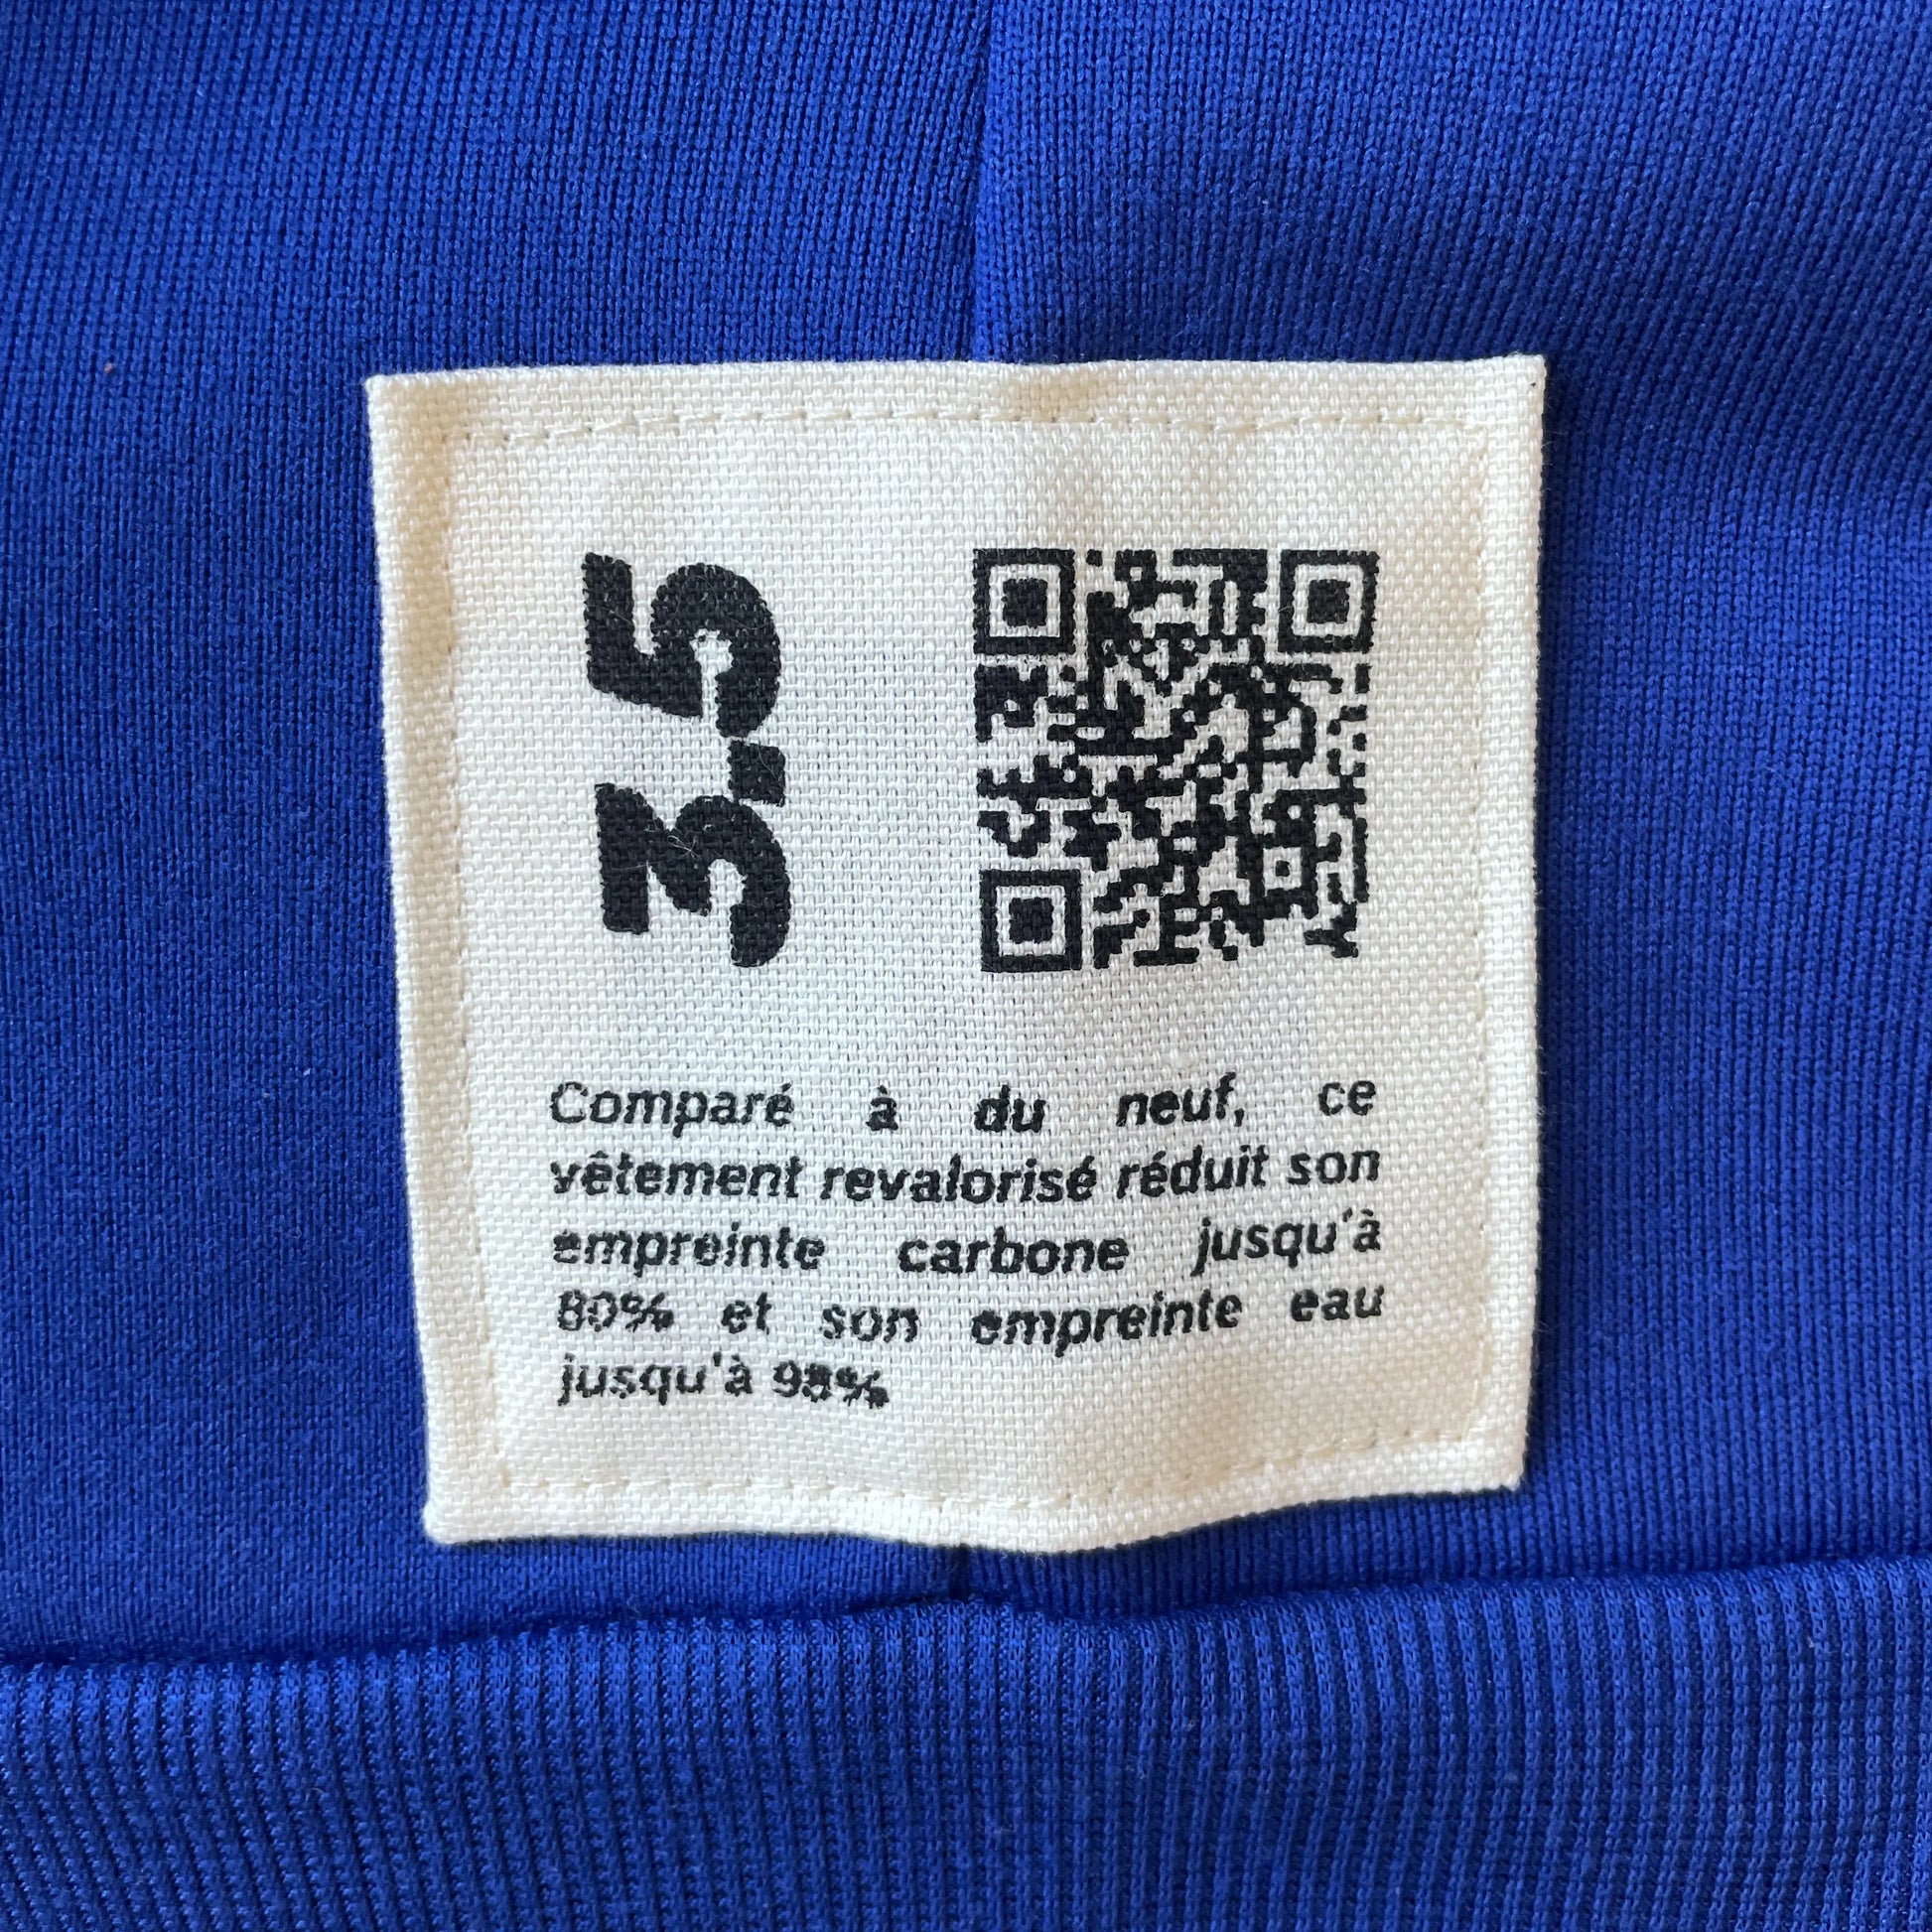 3.5
Comparé à du neuf, ce
vêtement revalorisé réduit son
empreinte carbone jusqu'à
80% et son empreinte eau
jusqu'à